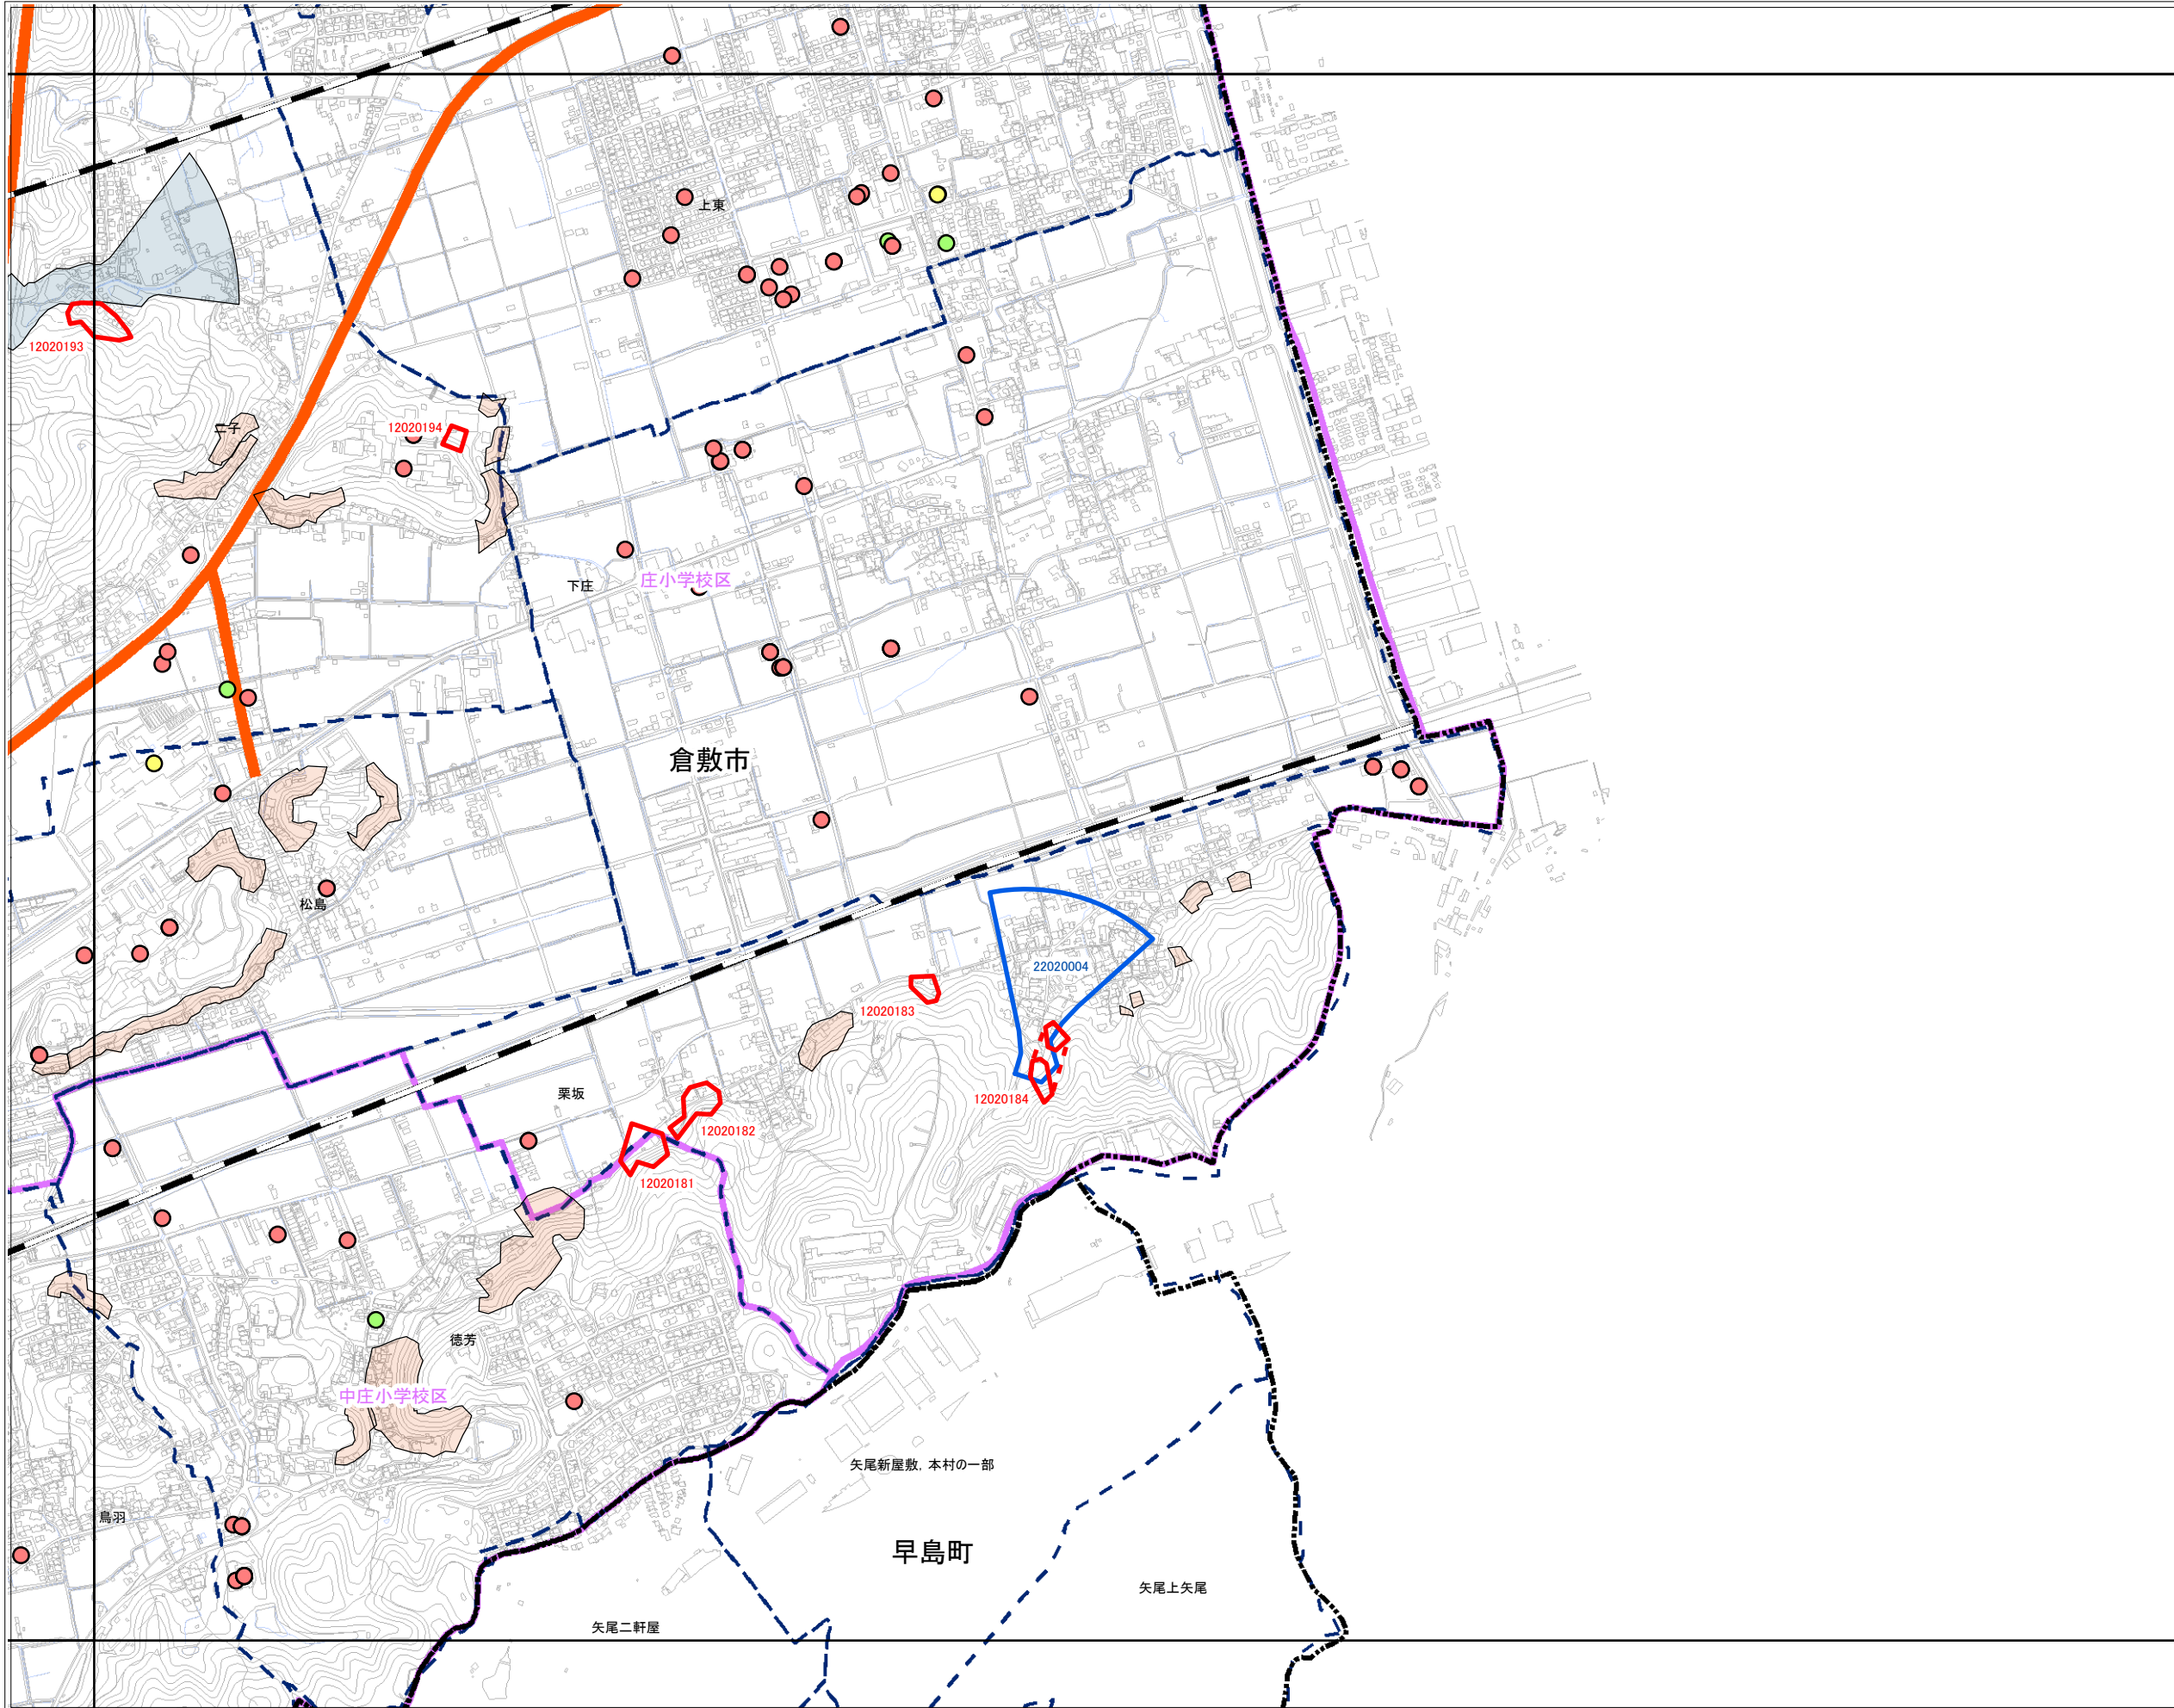 上東
12020193
二子
12020194
下庄
庄小学校区
倉敷市
松島
22020004
12020183
栗坂
12020184
12020182
12020181
徳芳
中庄小学校区
矢尾新屋敷, 本村の一部
鳥羽
早島町
矢尾上矢尾
矢尾二軒屋